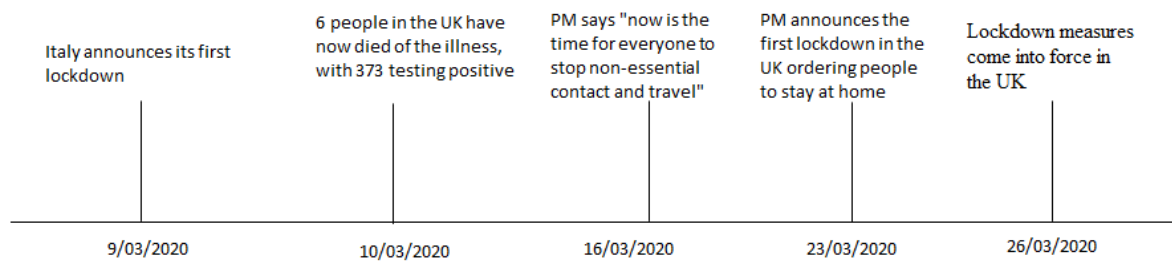 Italy announces its first
lockdown
6 people in the UK have
now died of the illness,
with 373 testing positive
PM says "now is the
time for everyone to
stop non-essential
contact and travel"
PM announces the
first lockdown in the
UK ordering people
to stay at home
Lockdown measures
come into force in
the UK
9/03/2020
10/03/2020
16/03/2020
23/03/2020
26/03/2020